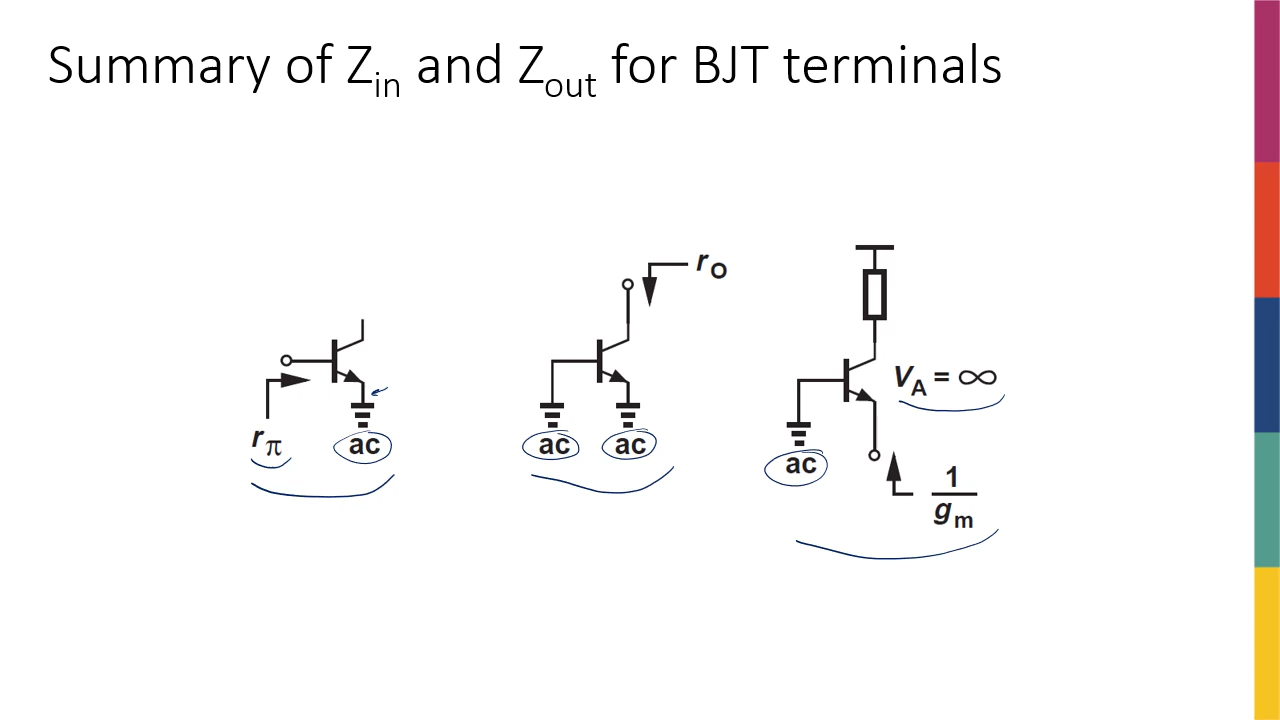 Summary of Zin and Zout for BJT terminals
rO
VA = ∞
rπ
ac
ac
ac
ac
1
gm